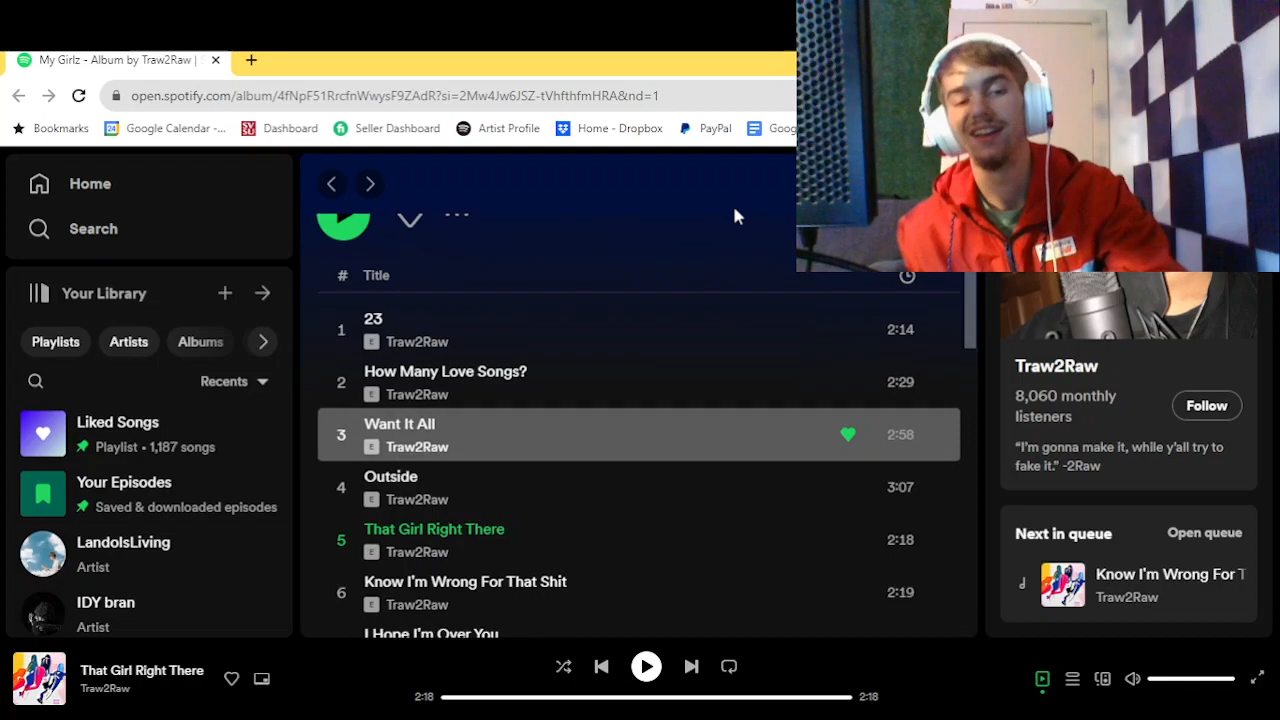 My Girlz - Album by Traw2Raw |
open.spotify.com/album/4fNpF51RrcfnWwysF9ZAdR?si=2Mw4Jw6JSZ-tVhfthfmHRA&nd=1
Bookmarks Google Calendar -... Dashboard Seller Dashboard Artist Profile Home - Dropbox PayPal Goog
Home
Search
Your Library
Playlists Artists Albums
Recents
Liked Songs
Playlist • 1,187 songs
Your Episodes
Saved & downloaded episodes
LandoIsLiving
Artist
IDY bran
Artist
# Title
1 23 2:14
E Traw2Raw
2 How Many Love Songs? 2:29
E Traw2Raw
3 Want It All 2:58
E Traw2Raw
4 Outside 3:07
E Traw2Raw
5 That Girl Right There 2:18
E Traw2Raw
6 Know I'm Wrong For That Shit 2:19
E Traw2Raw
I Hope I'm Over You
Traw2Raw
8,060 monthly
listeners
Follow
“I’m gonna make it, while y’all try to
fake it.” -2Raw
Next in queue Open queue
Know I'm Wrong For T
Traw2Raw
That Girl Right There
Traw2Raw
2:18 2:18